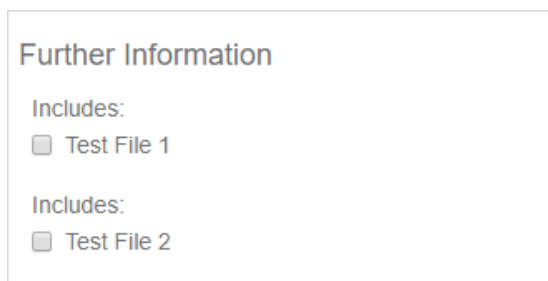 Further Information
Includes:
Test File 1
Includes:
Test File 2